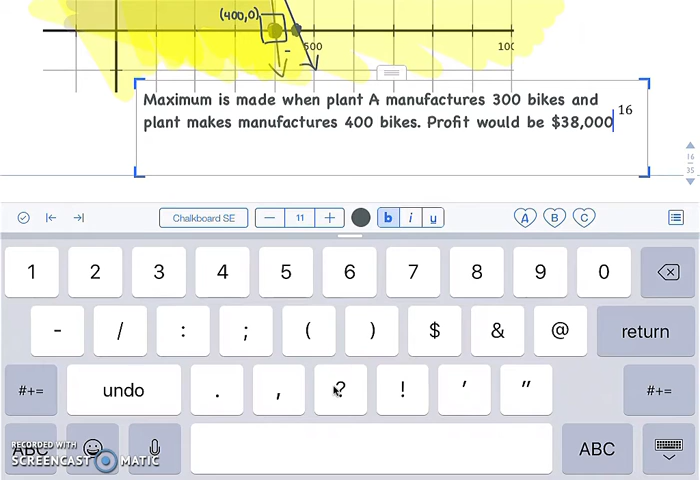 (400,0)
500
100
Maximum is made when plant A manufactures 300 bikes and
plant makes manufactures 400 bikes. Profit would be $38,000
16
16
35
Chalkboard SE
— 11 +
b i u
A B C
1 2 3 4 5 6 7 8 9 0
- / : ; ( ) $ & @ return
#+= undo . , ? ! ’ ” #+=
ABC ABC
RECORDED WITH
SCREENCAST MATIC